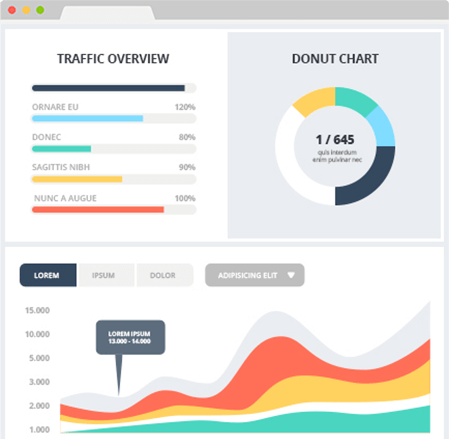 TRAFFIC OVERVIEW
ORNARE EU 120%
DONEC 80%
SAGITTIS NIBH 90%
NUNC A AUGUE 100%
DONUT CHART
1 / 645
quis interdum
enim pulvinar nec
LOREM IPSUM DOLOR ADIPISCING ELIT
15.000
10.000
5.000
3.000
2.000
1.000
LOREM IPSUM
13.000 - 14.000